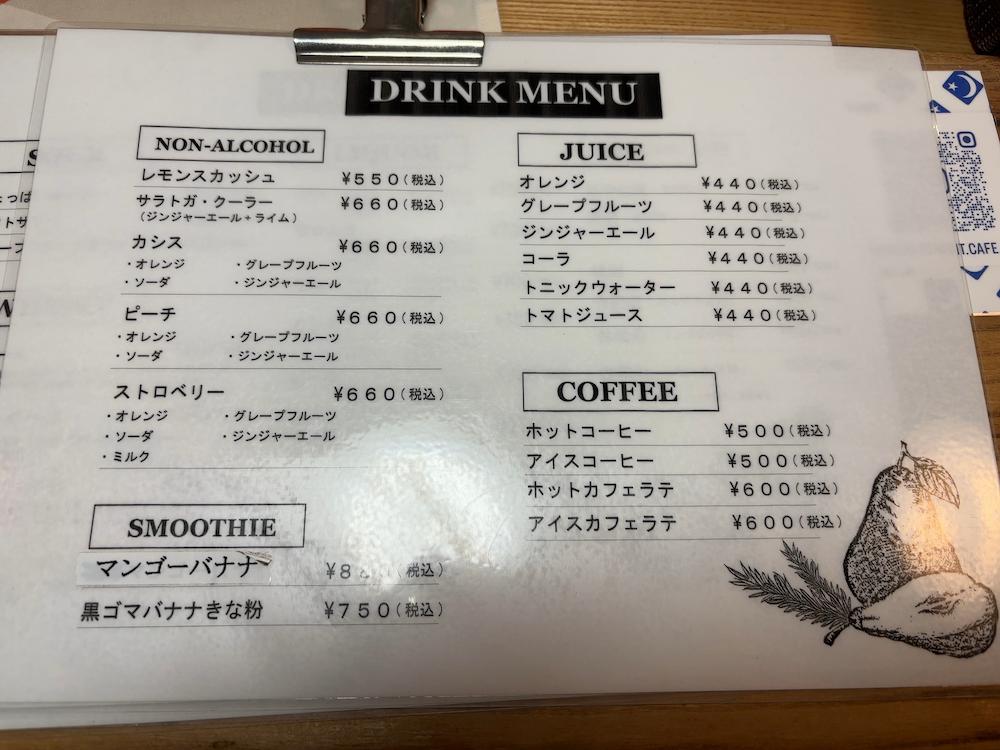 DRINK MENU
NON-ALCOHOL
レモンスカッシュ ¥550(税込)
サラトガ・クーラー ¥660(税込)
(ジンジャーエール+ライム)
カシス ¥660(税込)
・オレンジ ・グレープフルーツ
・ソーダ ・ジンジャーエール
ピーチ ¥660(税込)
・オレンジ ・グレープフルーツ
・ソーダ ・ジンジャーエール
ストロベリー ¥660(税込)
・オレンジ ・グレープフルーツ
・ソーダ ・ジンジャーエール
・ミルク
SMOOTHIE
マンゴーバナナ (税込)
黒ゴマバナナきな粉 ¥750(税込)
JUICE
オレンジ ¥440(税込)
グレープフルーツ ¥440(税込)
ジンジャーエール ¥440(税込)
コーラ ¥440(税込)
トニックウォーター ¥440(税込)
トマトジュース ¥440(税込)
COFFEE
ホットコーヒー ¥500(税込)
アイスコーヒー ¥500(税込)
ホットカフェラテ ¥600(税込)
アイスカフェラテ ¥600(税込)